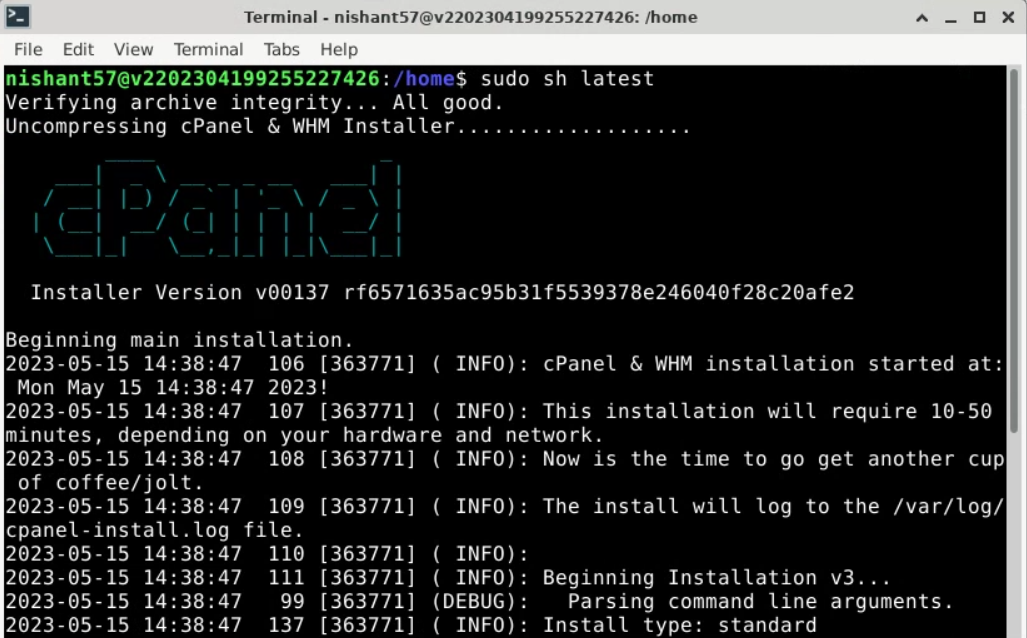 Terminal - nishant57@v2202304199255227426: /home
File Edit View Terminal Tabs Help
nishant57@v2202304199255227426:/home$ sudo sh latest
Verifying archive integrity... All good.
Uncompressing cPanel & WHM Installer...................
cPanel
Installer Version v00137 rf6571635ac95b31f5539378e246040f28c20afe2
Beginning main installation.
2023-05-15 14:38:47  106 [363771] ( INFO): cPanel & WHM installation started at:
 Mon May 15 14:38:47 2023!
2023-05-15 14:38:47  107 [363771] ( INFO): This installation will require 10-50
minutes, depending on your hardware and network.
2023-05-15 14:38:47  108 [363771] ( INFO): Now is the time to go get another cup
 of coffee/jolt.
2023-05-15 14:38:47  109 [363771] ( INFO): The install will log to the /var/log/
cpanel-install.log file.
2023-05-15 14:38:47  110 [363771] ( INFO):
2023-05-15 14:38:47  111 [363771] ( INFO): Beginning Installation v3...
2023-05-15 14:38:47   99 [363771] (DEBUG):   Parsing command line arguments.
2023-05-15 14:38:47  137 [363771] ( INFO): Install type: standard